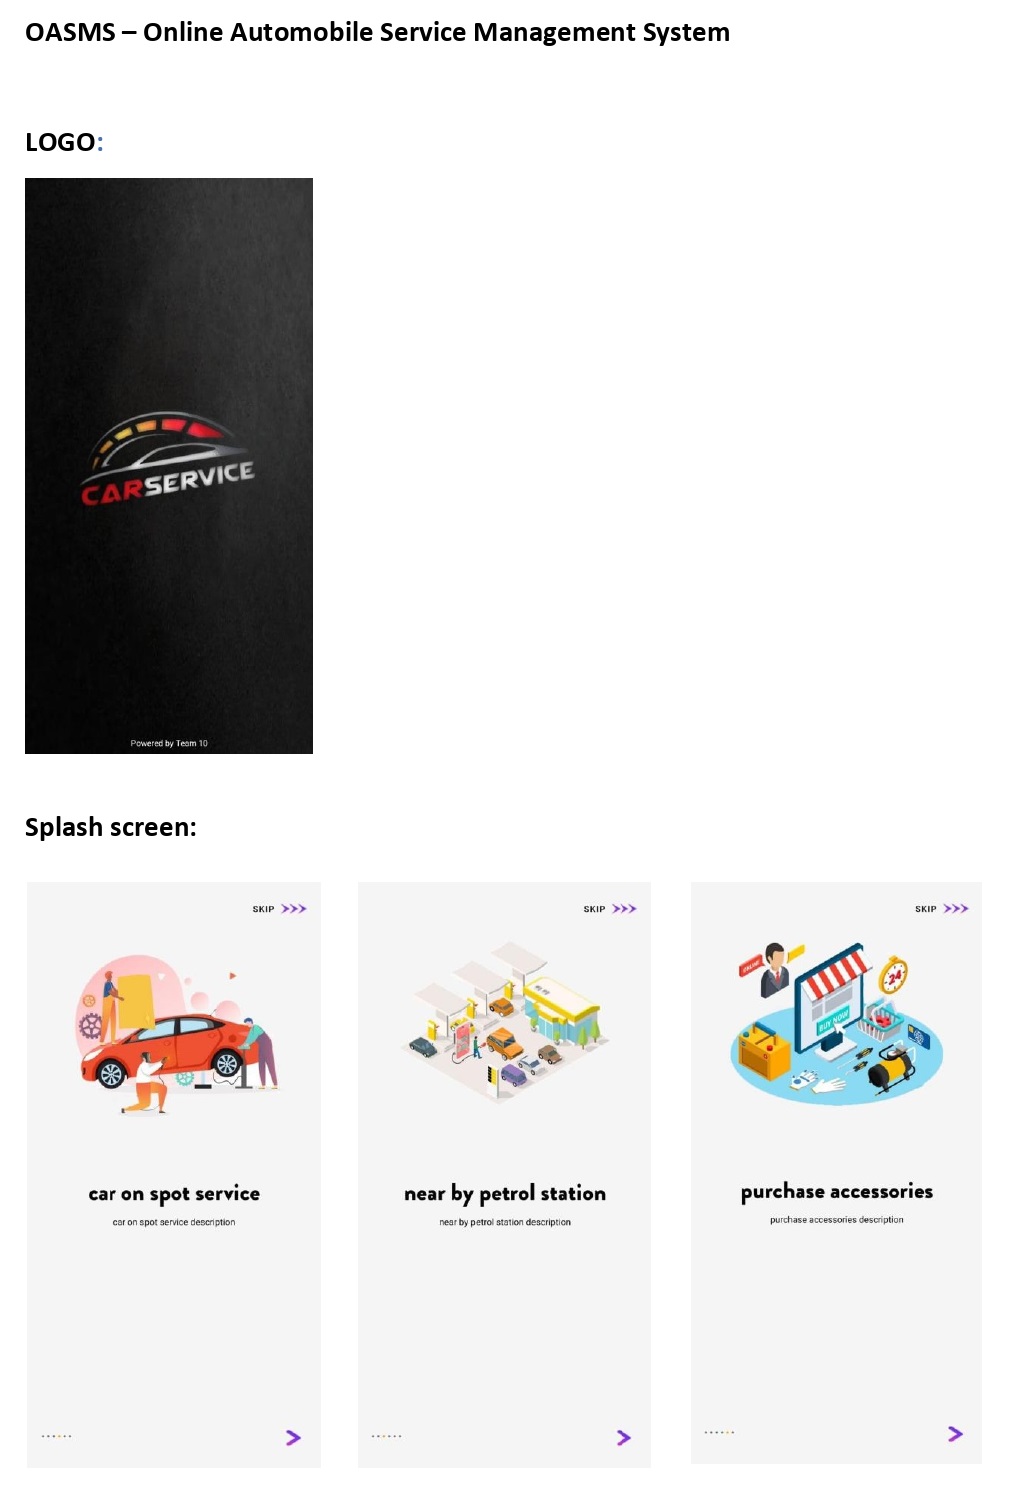 OASMS – Online Automobile Service Management System
LOGO:
CARSERVICE
Powered by Team 10
Splash screen:
SKIP
SKIP
SKIP
ONLINE
24
BUY NOW
car on spot service
car on spot service description
near by petrol station
near by petrol station description
purchase accessories
purchase accessories description